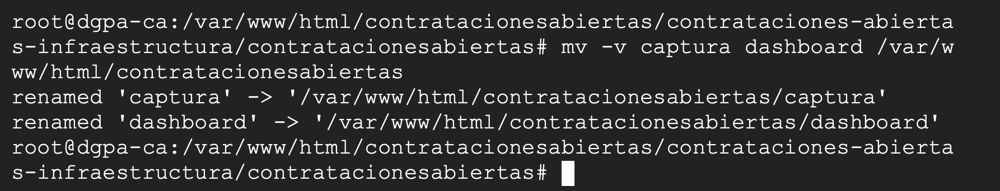 root@dgpa-ca:/var/www/html/contratacionesabiertas/contrataciones-abierta
s-infraestructura/contratacionesabiertas# mv -v captura dashboard /var/w
ww/html/contratacionesabiertas
renamed 'captura' -> '/var/www/html/contratacionesabiertas/captura'
renamed 'dashboard' -> '/var/www/html/contratacionesabiertas/dashboard'
root@dgpa-ca:/var/www/html/contratacionesabiertas/contrataciones-abierta
s-infraestructura/contratacionesabiertas#